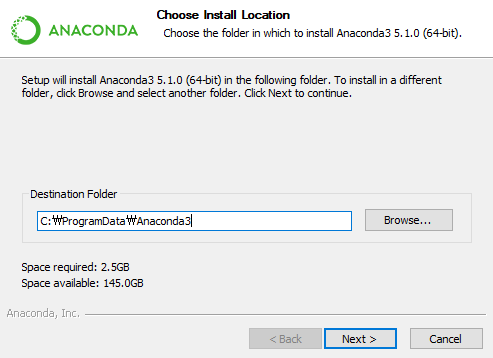 ANACONDA
Choose Install Location
Choose the folder in which to install Anaconda3 5.1.0 (64-bit).
Setup will install Anaconda3 5.1.0 (64-bit) in the following folder. To install in a different
folder, click Browse and select another folder. Click Next to continue.
Destination Folder
C:₩ProgramData₩Anaconda3
Browse...
Space required: 2.5GB
Space available: 145.0GB
Anaconda, Inc.
< Back
Next >
Cancel